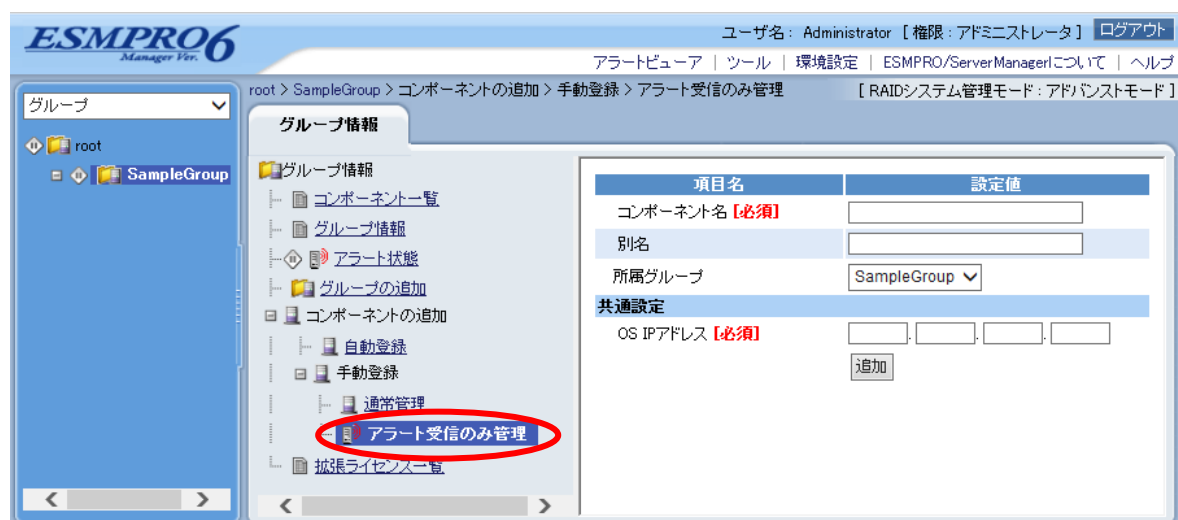 ESMPRO6
Manager Ver.
ユーザ名： Administrator [ 権限：アドミニストレータ ] ログアウト
アラートビューア | ツール | 環境設定 | ESMPRO/ServerManagerについて | ヘルプ
グループ
root > SampleGroup > コンポーネントの追加 > 手動登録 > アラート受信のみ管理
[ RAIDシステム管理モード：アドバンストモード ]
root
SampleGroup
グループ情報
グループ情報
コンポーネント一覧
グループ情報
アラート状態
グループの追加
コンポーネントの追加
自動登録
手動登録
通常管理
アラート受信のみ管理
拡張ライセンス一覧
項目名 設定値
コンポーネント名 [必須]
別名
所属グループ SampleGroup
共通設定
OS IPアドレス [必須] . . .
追加